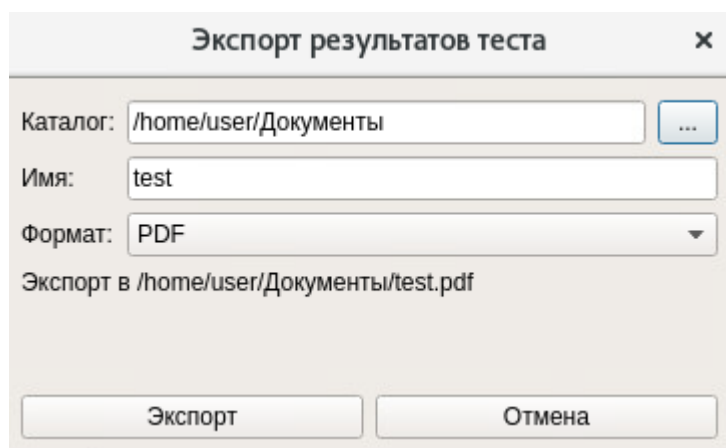 Экспорт результатов теста ×
Каталог: /home/user/Документы ...
Имя: test
Формат: PDF
Экспорт в /home/user/Документы/test.pdf
Экспорт Отмена